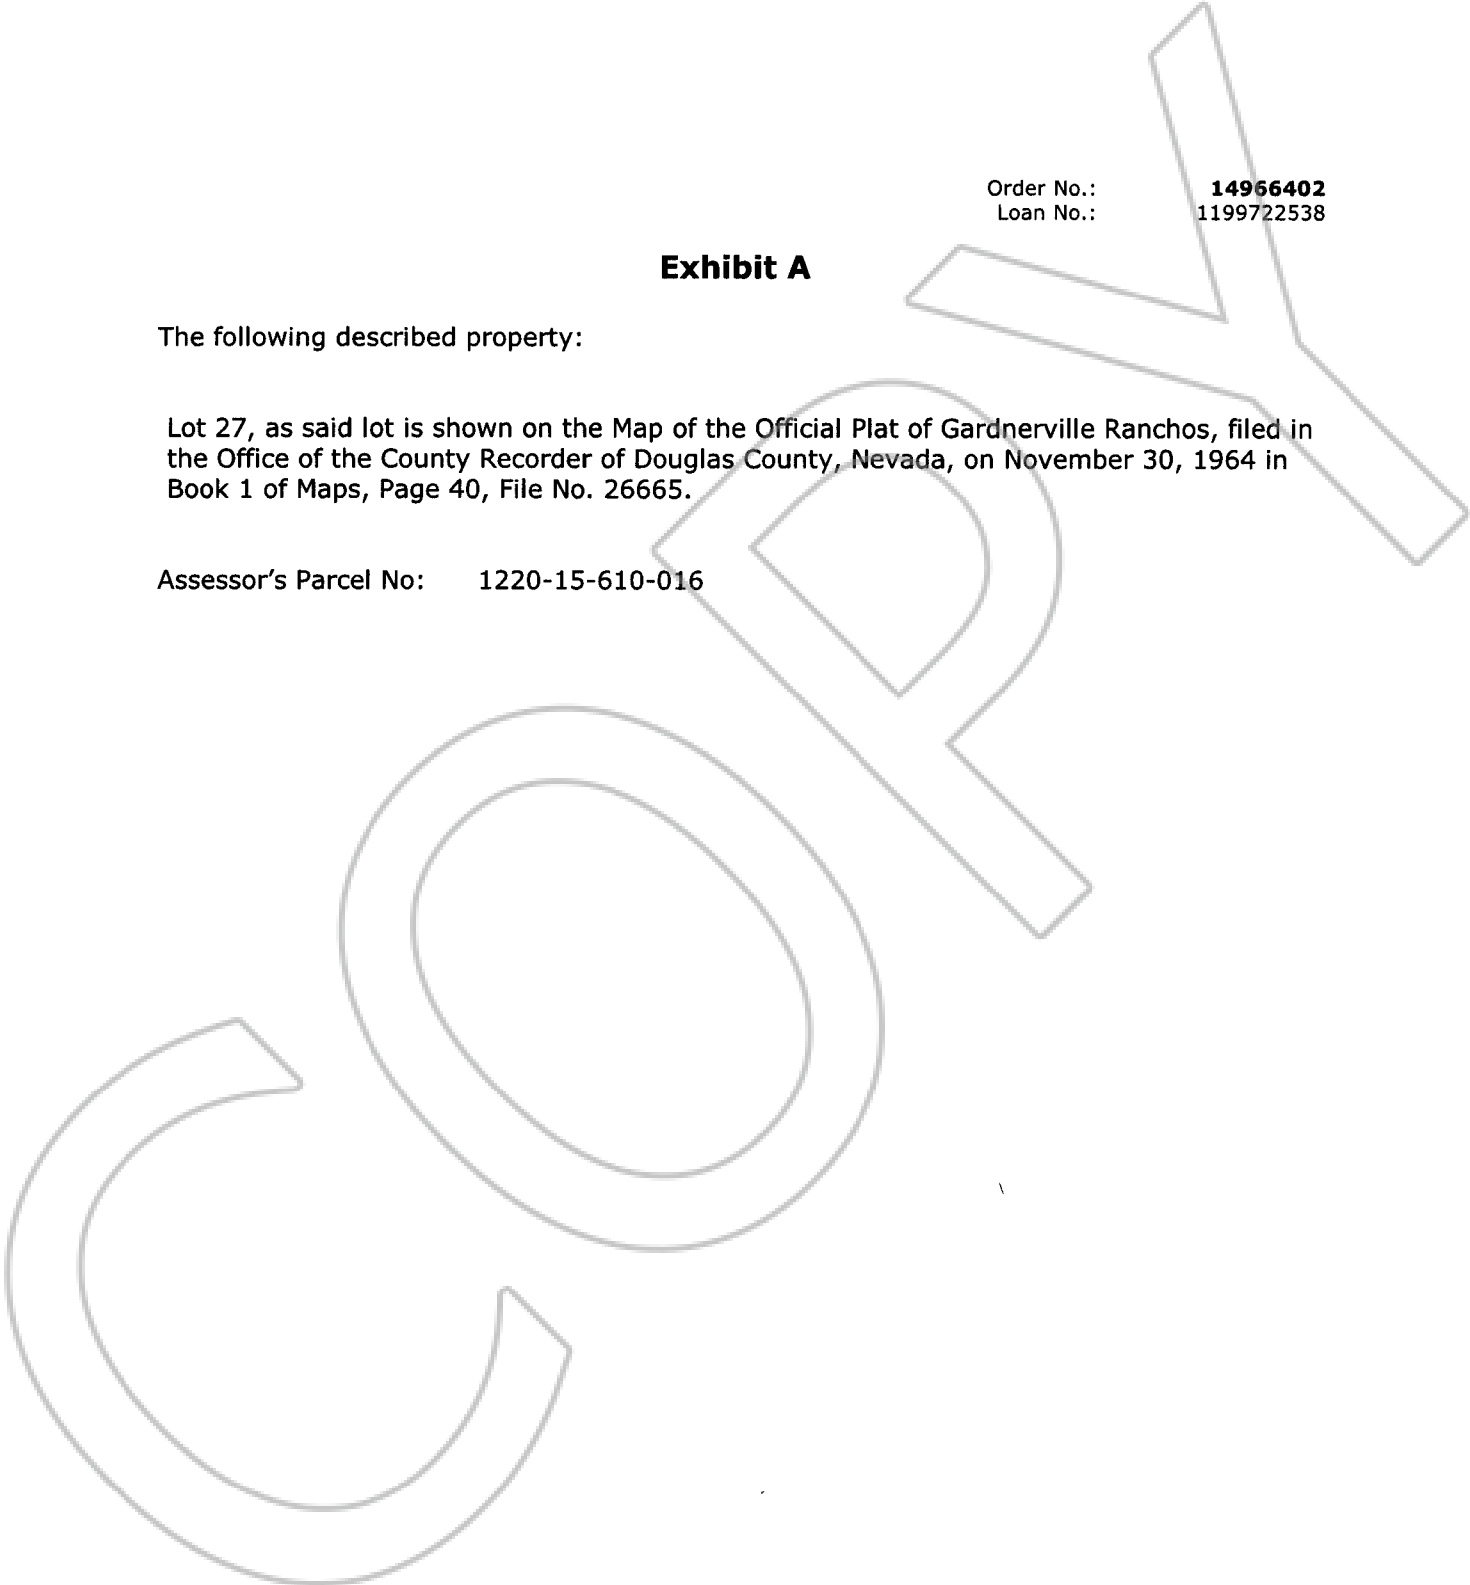 Order No.: 14966402
Loan No.: 1199722538
Exhibit A
The following described property:
Lot 27, as said lot is shown on the Map of the Official Plat of Gardnerville Ranchos, filed in
the Office of the County Recorder of Douglas County, Nevada, on November 30, 1964 in
Book 1 of Maps, Page 40, File No. 26665.
Assessor's Parcel No: 1220-15-610-016
COPY